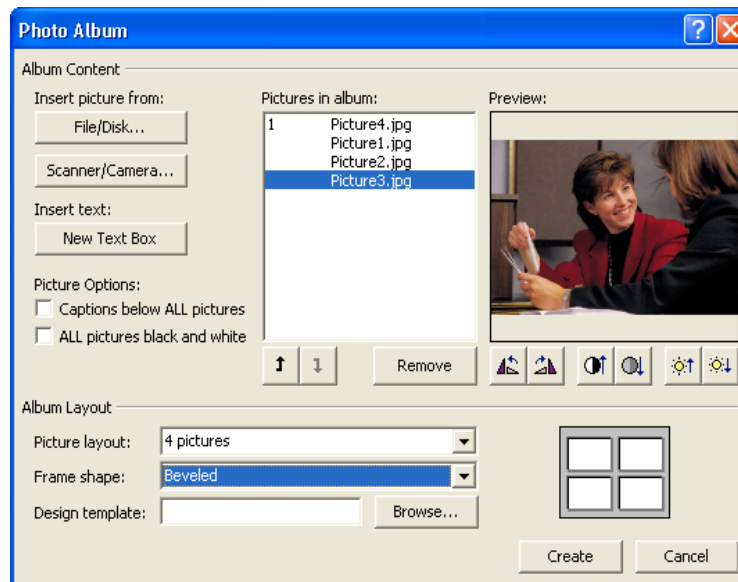 Photo Album
Album Content
Insert picture from:
File/Disk...
Scanner/Camera...
Insert text:
New Text Box
Picture Options:
Captions below ALL pictures
ALL pictures black and white
Pictures in album:
1 Picture4.jpg
Picture1.jpg
Picture2.jpg
Picture3.jpg
Remove
Preview:
Album Layout
Picture layout: 4 pictures
Frame shape: Beveled
Design template: Browse...
Create Cancel